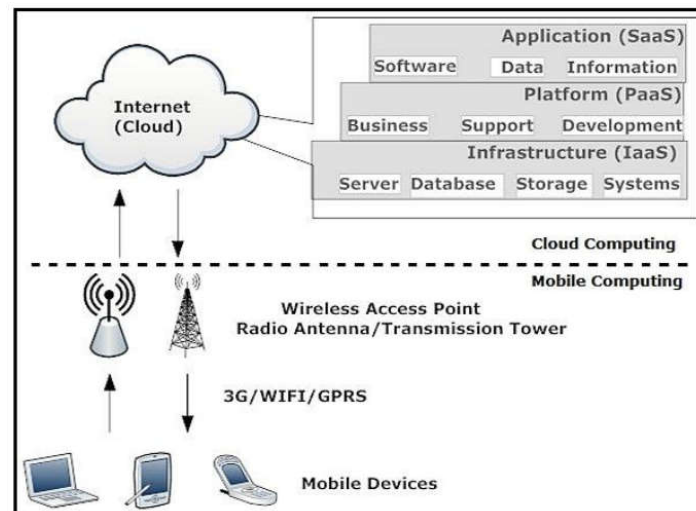 Application (SaaS)
Software Data Information
Platform (PaaS)
Business Support Development
Infrastructure (IaaS)
Server Database Storage Systems
Internet
(Cloud)
Cloud Computing
Mobile Computing
Wireless Access Point
Radio Antenna/Transmission Tower
3G/WIFI/GPRS
Mobile Devices